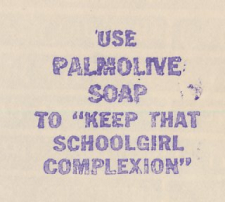 USE
PALMOLIVE
SOAP
TO "KEEP THAT
SCHOOLGIRL
COMPLEXION"